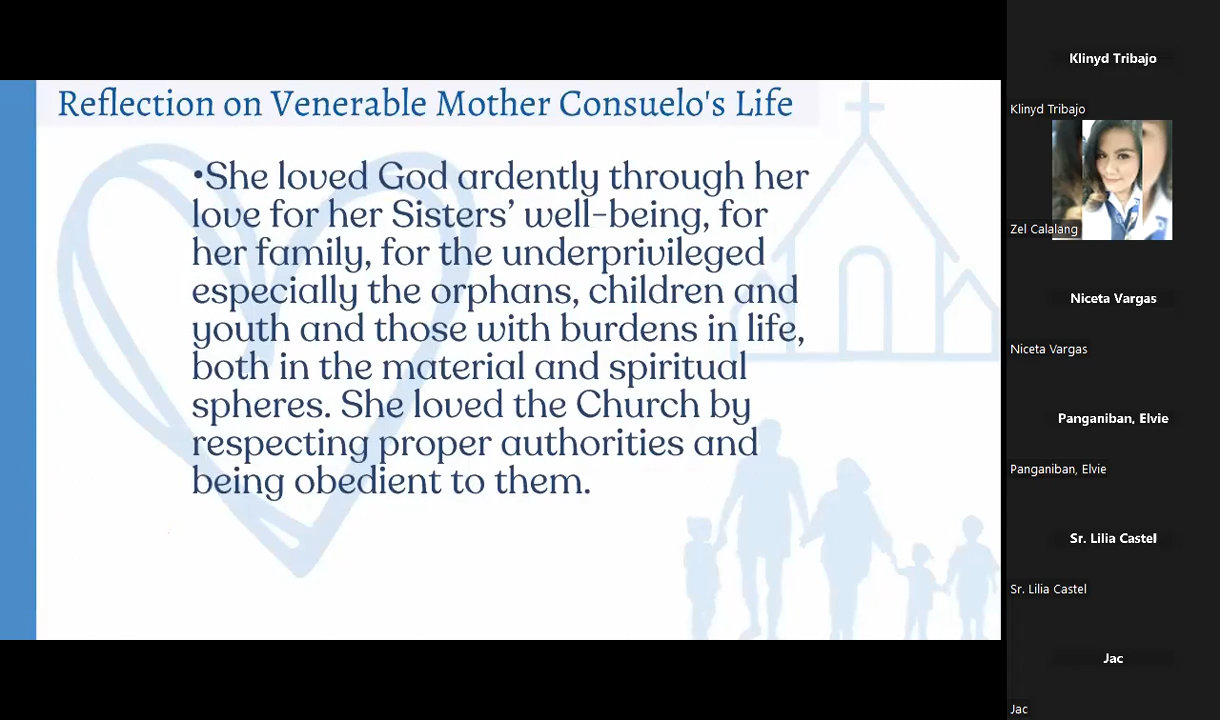 Reflection on Venerable Mother Consuelo's Life
•She loved God ardently through her
love for her Sisters’ well-being, for
her family, for the underprivileged
especially the orphans, children and
youth and those with burdens in life,
both in the material and spiritual
spheres. She loved the Church by
respecting proper authorities and
being obedient to them.
Klinyd Tribajo
Klinyd Tribajo
Zel Calalang
Niceta Vargas
Niceta Vargas
Panganiban, Elvie
Panganiban, Elvie
Sr. Lilia Castel
Sr. Lilia Castel
Jac
Jac